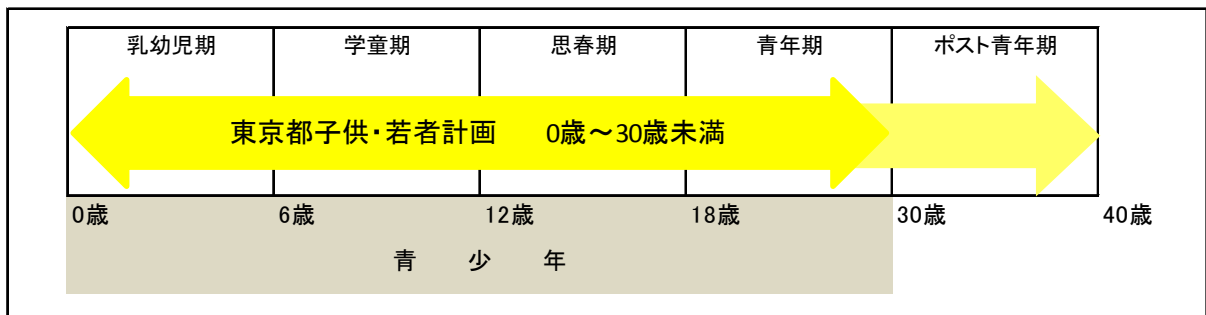 乳幼児期 学童期 思春期 青年期 ポスト青年期
東京都子供・若者計画 0歳～30歳未満
0歳 6歳 12歳 18歳 30歳 40歳
青 少 年